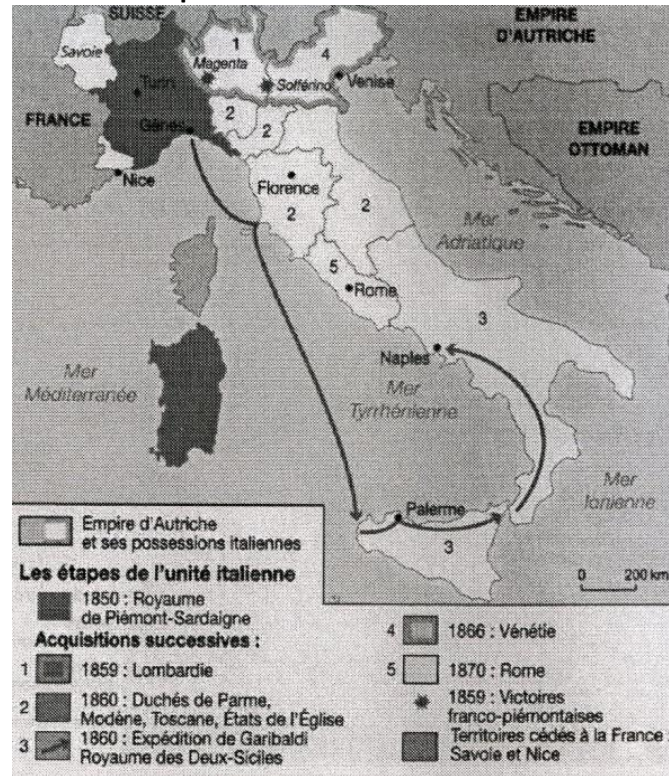 SUISSE
EMPIRE
D'AUTRICHE
Savoie
1
4
Magenta
Solférino
Venise
Turin
FRANCE
2
2
EMPIRE
OTTOMAN
Gênes
Nice
Florence
2
2
Mer
Adriatique
5
Rome
3
Naples
Mer
Méditerranée
Mer
Tyrrhénienne
Mer
Ionienne
Palerme
3
0 200 km
Empire d'Autriche
et ses possessions italiennes
Les étapes de l'unité italienne
1850 : Royaume
de Piémont-Sardaigne
Acquisitions successives :
1 1859 : Lombardie
2 1860 : Duchés de Parme,
Modène, Toscane, États de l'Église
3 1860 : Expédition de Garibaldi
Royaume des Deux-Siciles
4 1866 : Vénétie
5 1870 : Rome
1859 : Victoires
franco-piémontaises
Territoires cédés à la France :
Savoie et Nice